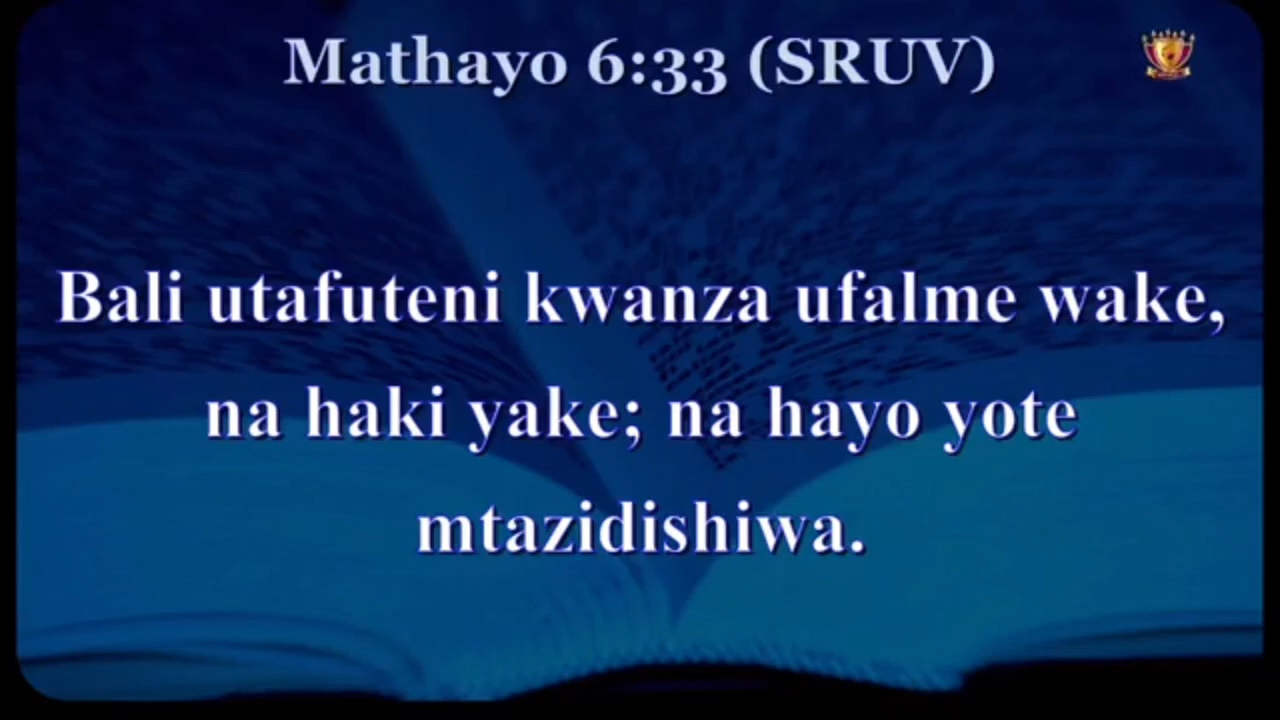 Mathayo 6:33 (SRUV)
Bali utafuteni kwanza ufalme wake,
na haki yake; na hayo yote
mtazidishiwa.